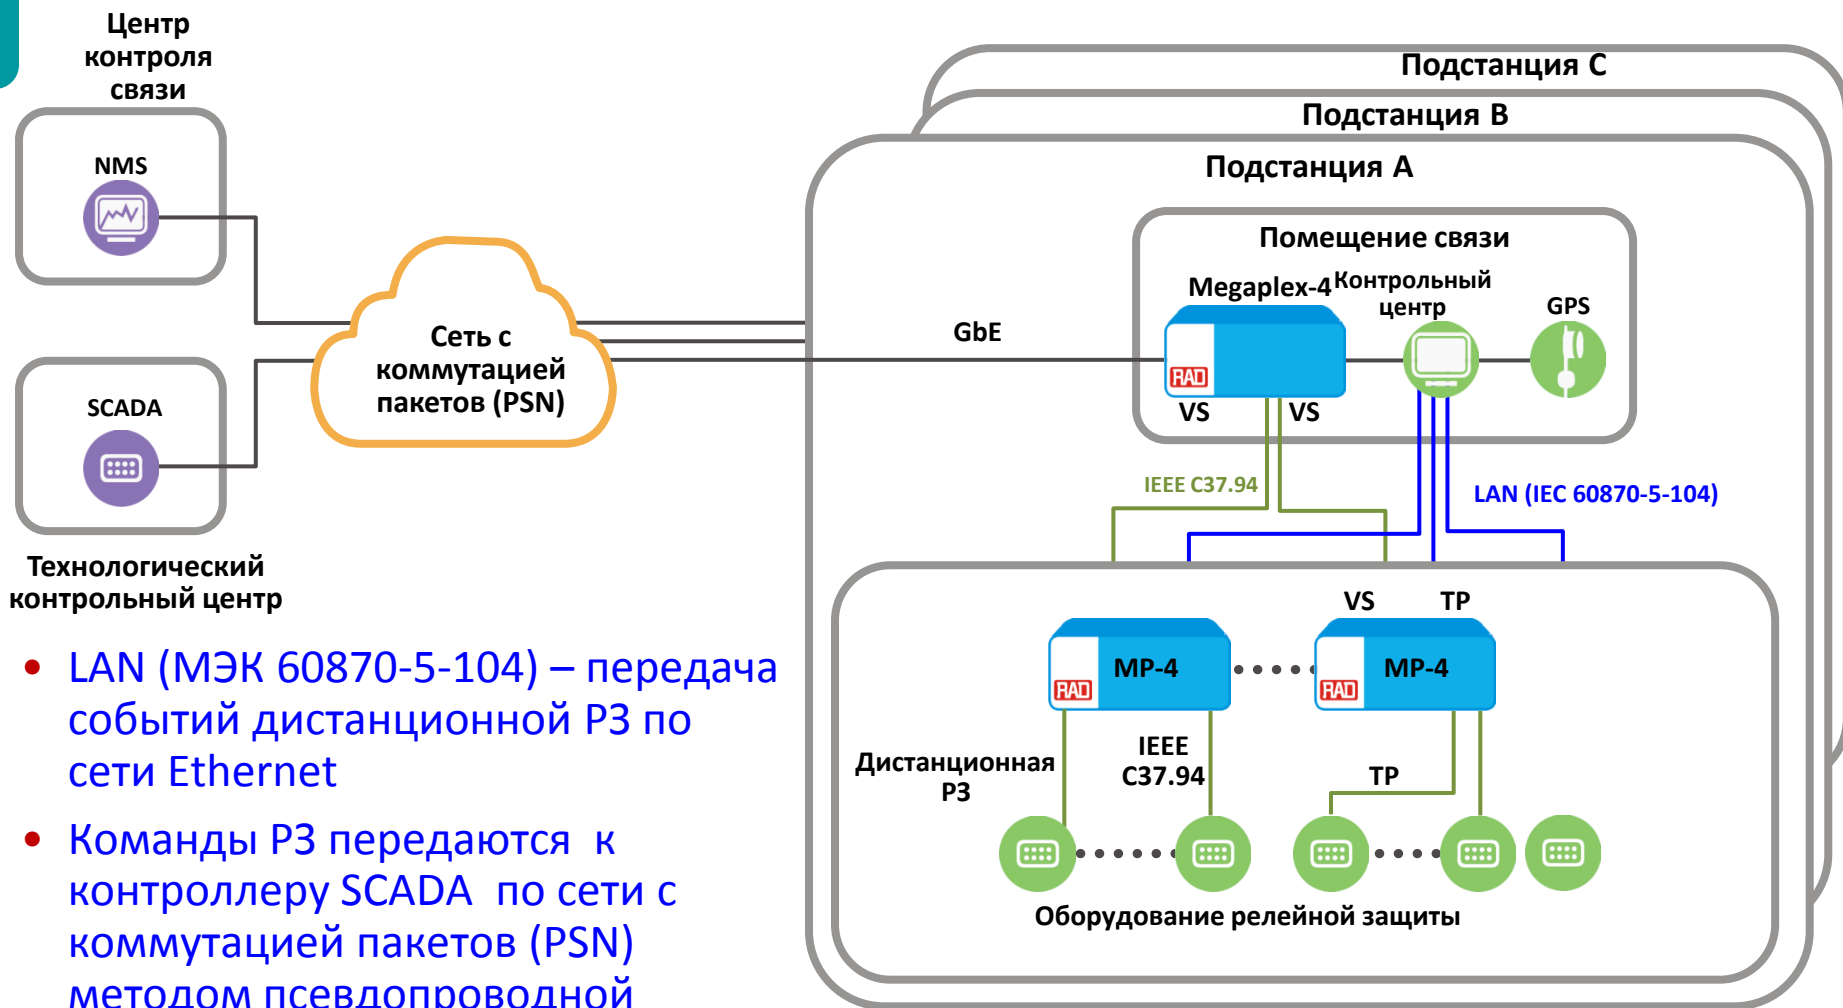 Центр
контроля
связи
NMS
SCADA
Технологический
контрольный центр
Сеть с
коммутацией
пакетов (PSN)
Подстанция C
Подстанция B
Подстанция A
Помещение связи
Megaplex-4
Контрольный
центр
GPS
GbE
RAD
VS
VS
IEEE C37.94
LAN (IEC 60870-5-104)
VS
TP
MP-4
RAD
MP-4
RAD
Дистанционная
РЗ
IEEE
C37.94
TP
Оборудование релейной защиты
• LAN (МЭК 60870-5-104) – передача
событий дистанционной РЗ по
сети Ethernet
• Команды РЗ передаются к
контроллеру SCADA по сети с
коммутацией пакетов (PSN)
методом псевдопроводной